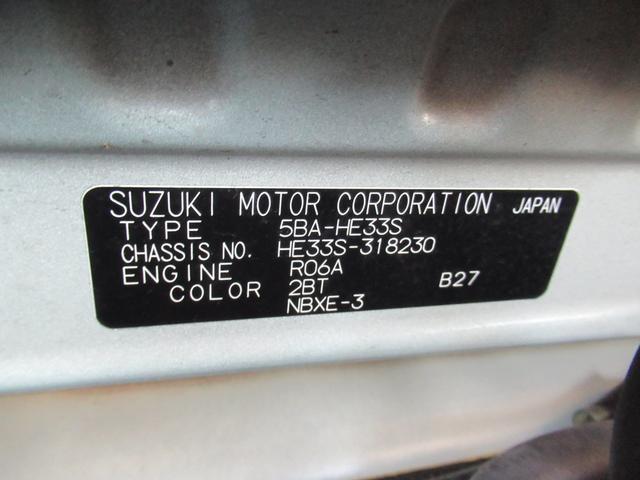 SUZUKI MOTOR CORPORATION JAPAN
TYPE 5BA-HE33S
CHASSIS NO. HE33S-318230
ENGINE R06A
COLOR 2BT B27
NBXE-3